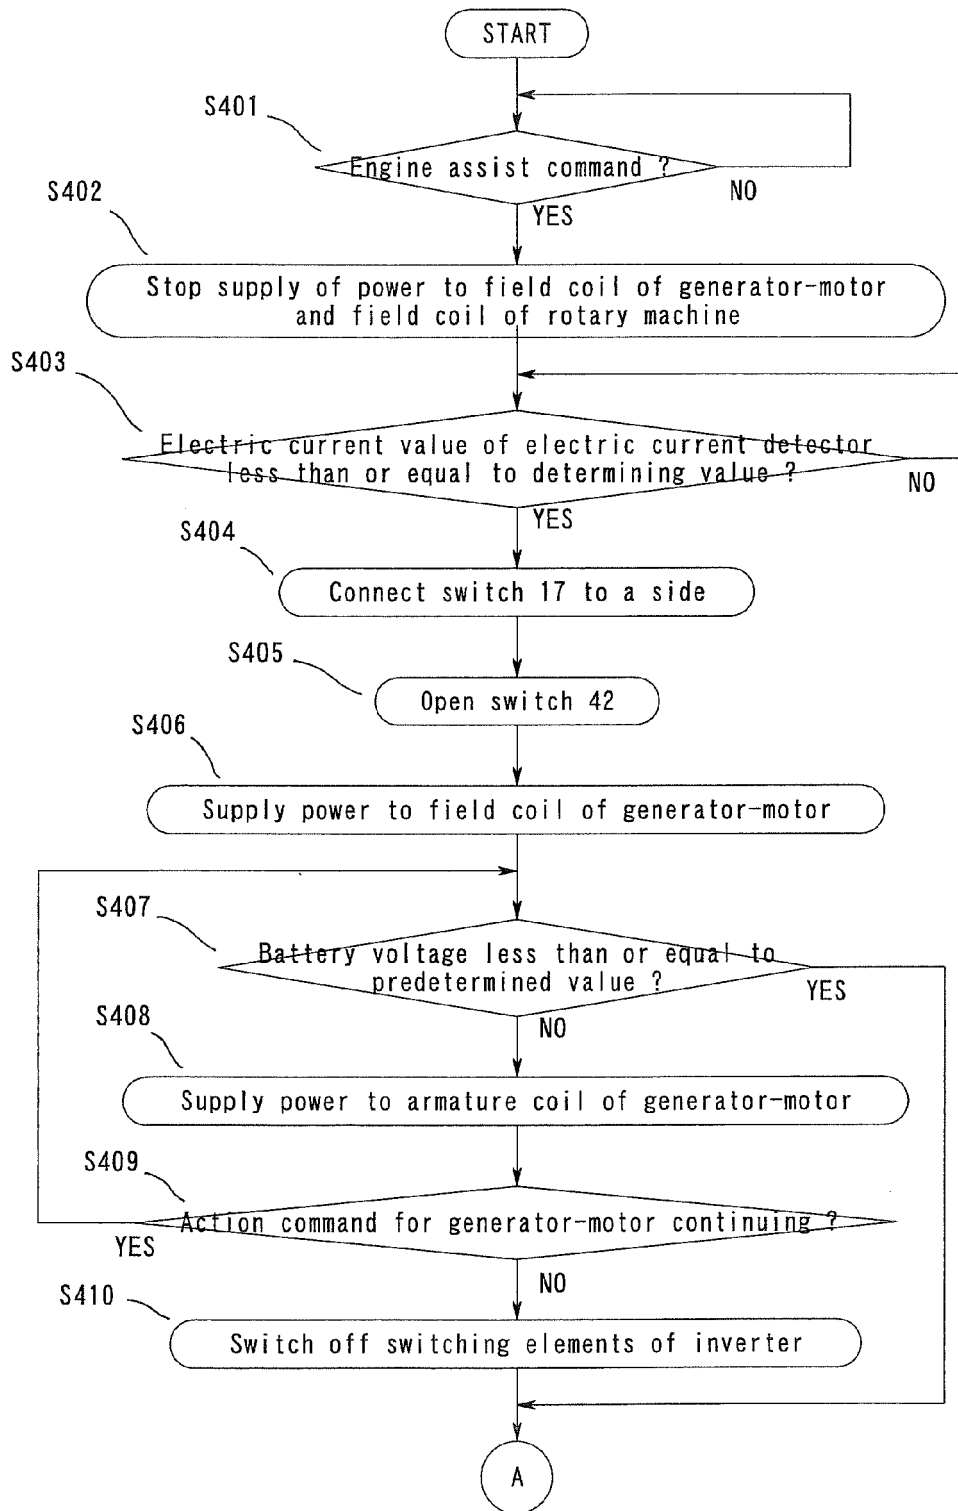 START
S401
Engine assist command ?
NO
YES
S402
Stop supply of power to field coil of generator-motor
and field coil of rotary machine
S403
Electric current value of electric current detector
less than or equal to determining value ?
NO
YES
S404
Connect switch 17 to a side
S405
Open switch 42
S406
Supply power to field coil of generator-motor
S407
Battery voltage less than or equal to
predetermined value ?
YES
NO
S408
Supply power to armature coil of generator-motor
S409
Action command for generator-motor continuing ?
YES
NO
S410
Switch off switching elements of inverter
A